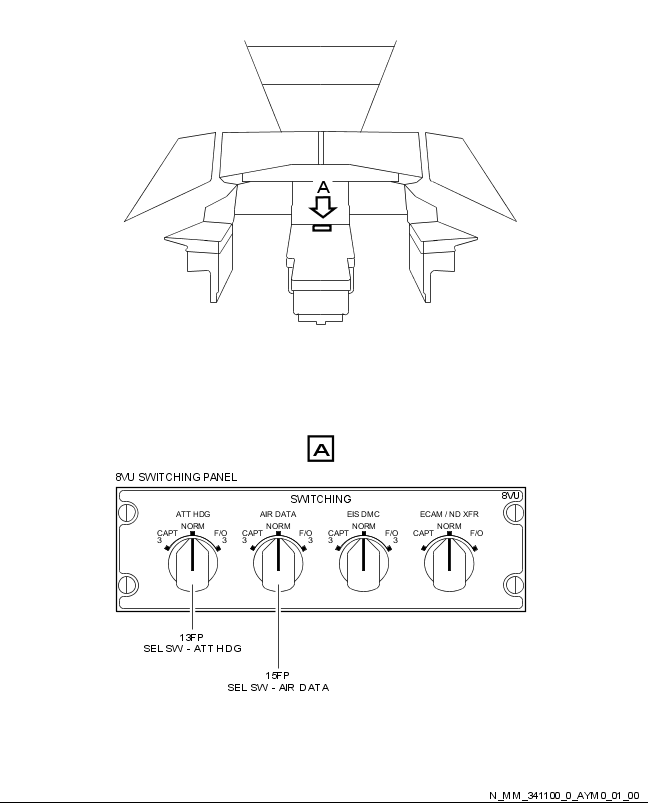 A
A
8VU SWITCHING PANEL
SWITCHING 8VU
ATT HDG AIR DATA EIS DMC ECAM / ND XFR
NORM NORM NORM NORM
CAPT F/O CAPT F/O CAPT F/O CAPT F/O
3 3 3 3 3 3
13FP
SEL SW - ATT HDG
15FP
SEL SW - AIR DATA
N_MM_341100_0_AYM0_01_00